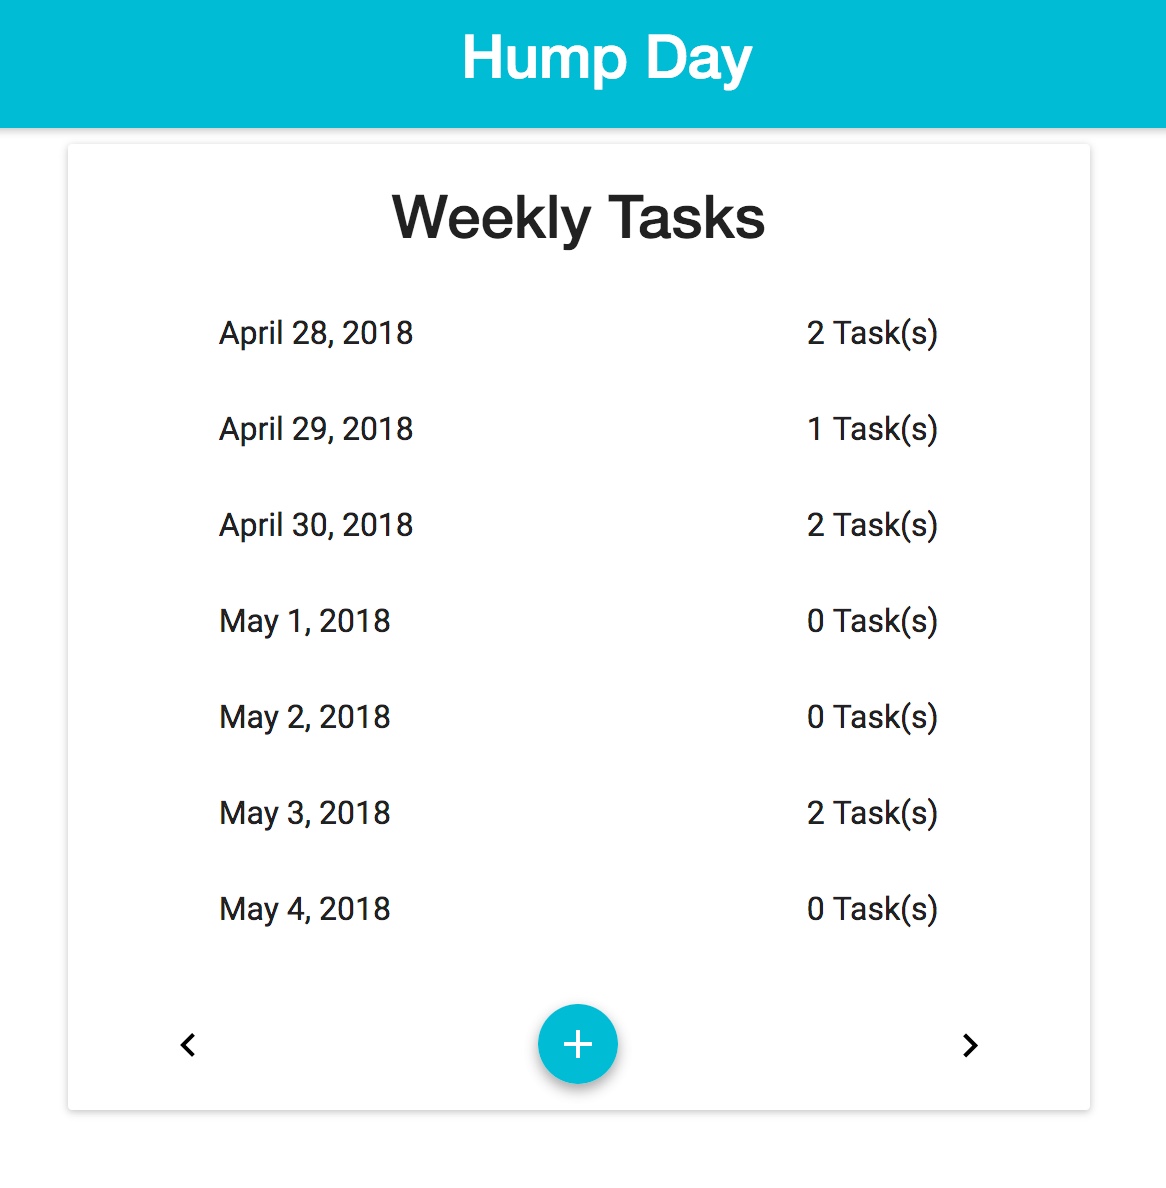 Hump Day
Weekly Tasks
April 28, 2018 2 Task(s)
April 29, 2018 1 Task(s)
April 30, 2018 2 Task(s)
May 1, 2018 0 Task(s)
May 2, 2018 0 Task(s)
May 3, 2018 2 Task(s)
May 4, 2018 0 Task(s)